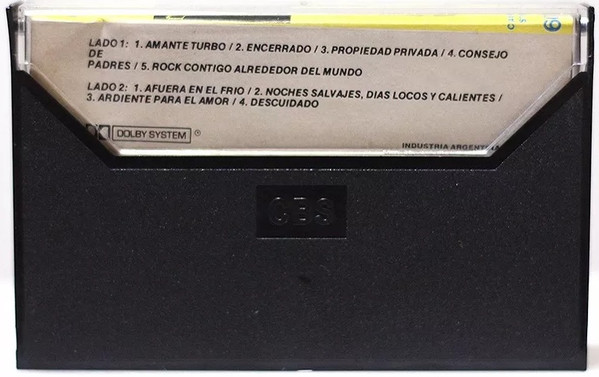 LADO 1: 1. AMANTE TURBO / 2. ENCERRADO / 3. PROPIEDAD PRIVADA / 4. CONSEJO
DE
PADRES / 5. ROCK CONTIGO ALREDEDOR DEL MUNDO
LADO 2: 1. AFUERA EN EL FRIO / 2. NOCHES SALVAJES, DIAS LOCOS Y CALIENTES /
3. ARDIENTE PARA EL AMOR / 4. DESCUIDADO
DOLBY SYSTEM ®
INDUSTRIA ARGENTINA
CBS